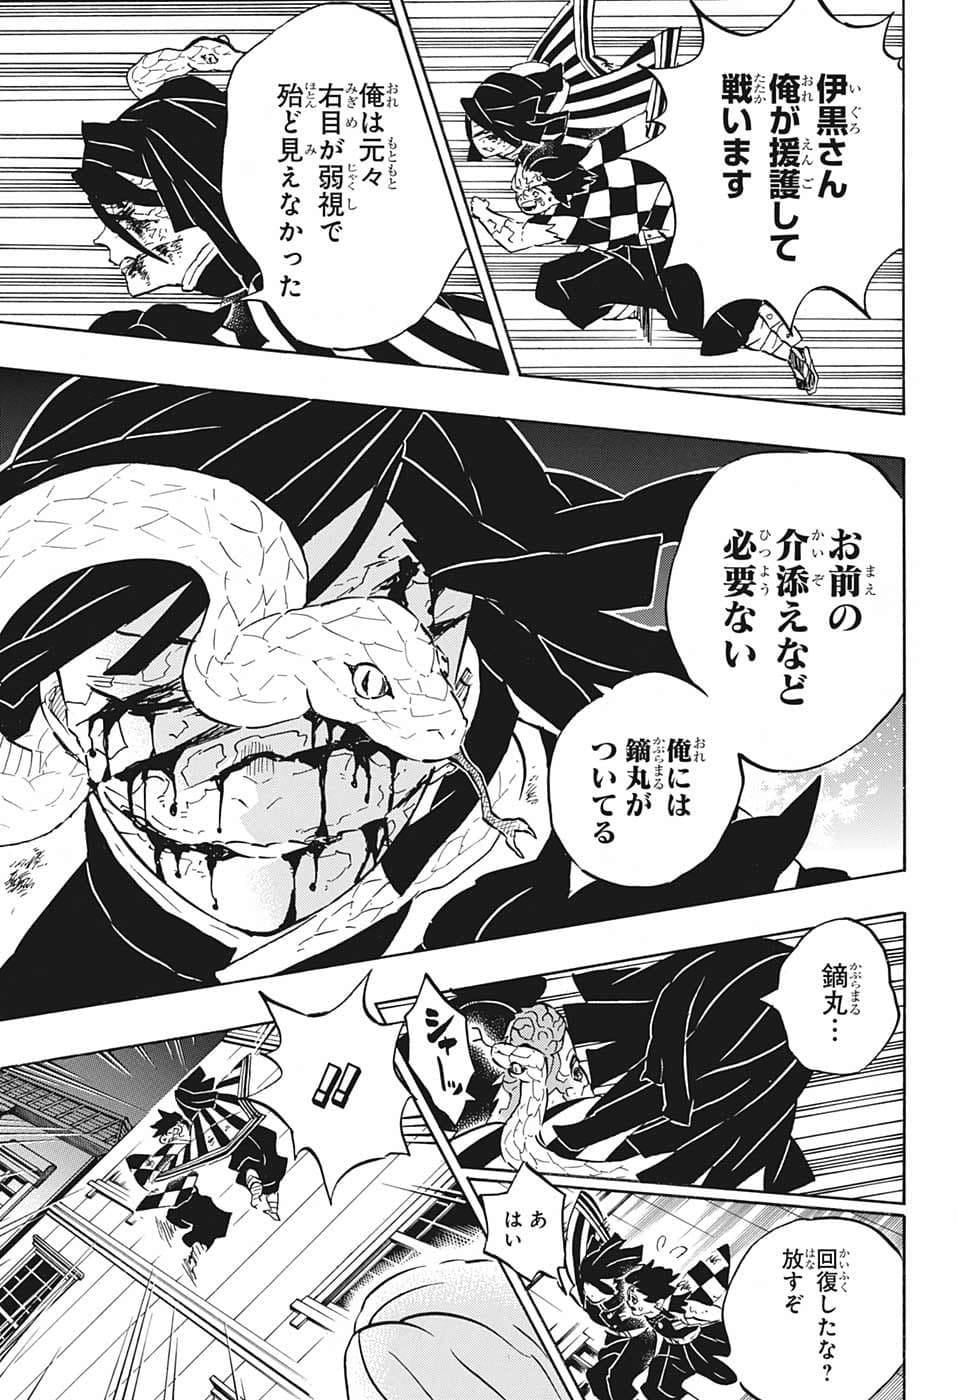 伊黒さん
俺が援護して
戦います
俺は元々
右目が弱視で
殆ど見えなかった
お前の
介添えなど
必要ない
俺には
鏑丸が
ついてる
鏑丸…
シャーッ
回復したな?
放すぞ
あ
はい
!!